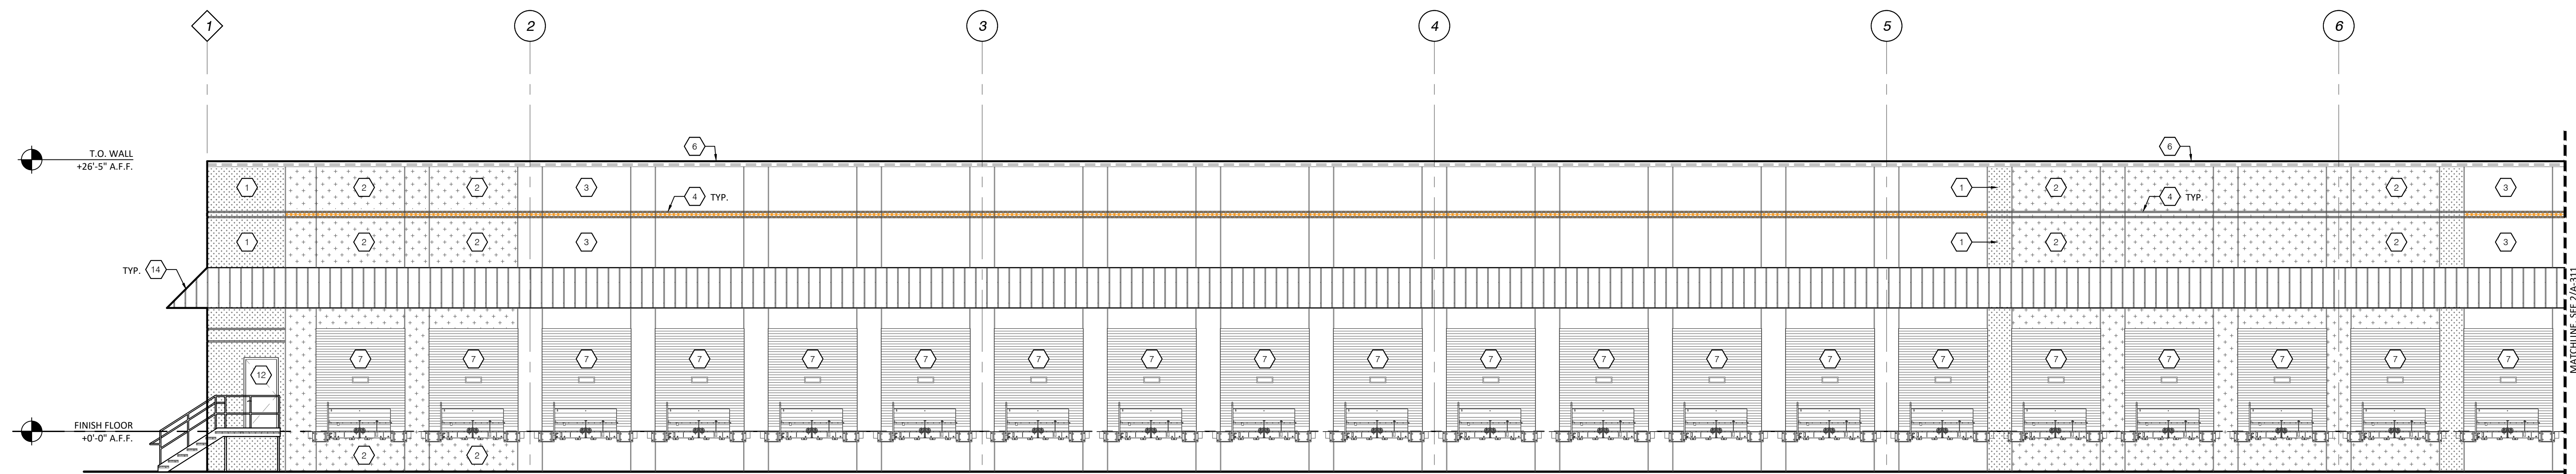 1 2 3 4 5 6
T.O. WALL
+26'-5" A.F.F.
6 6
1 2 2 3 1 2 2 3
4 TYP. 4 TYP.
1 2 2 3 1 2 2 3
TYP. 14
7 7 7 7 7 7 7 7 7 7 7 7 7 7 7 7 7 7 7 7
12
FINISH FLOOR
+0'-0" A.F.F.
2 2
MATCHLINE, SEE 2/A-311